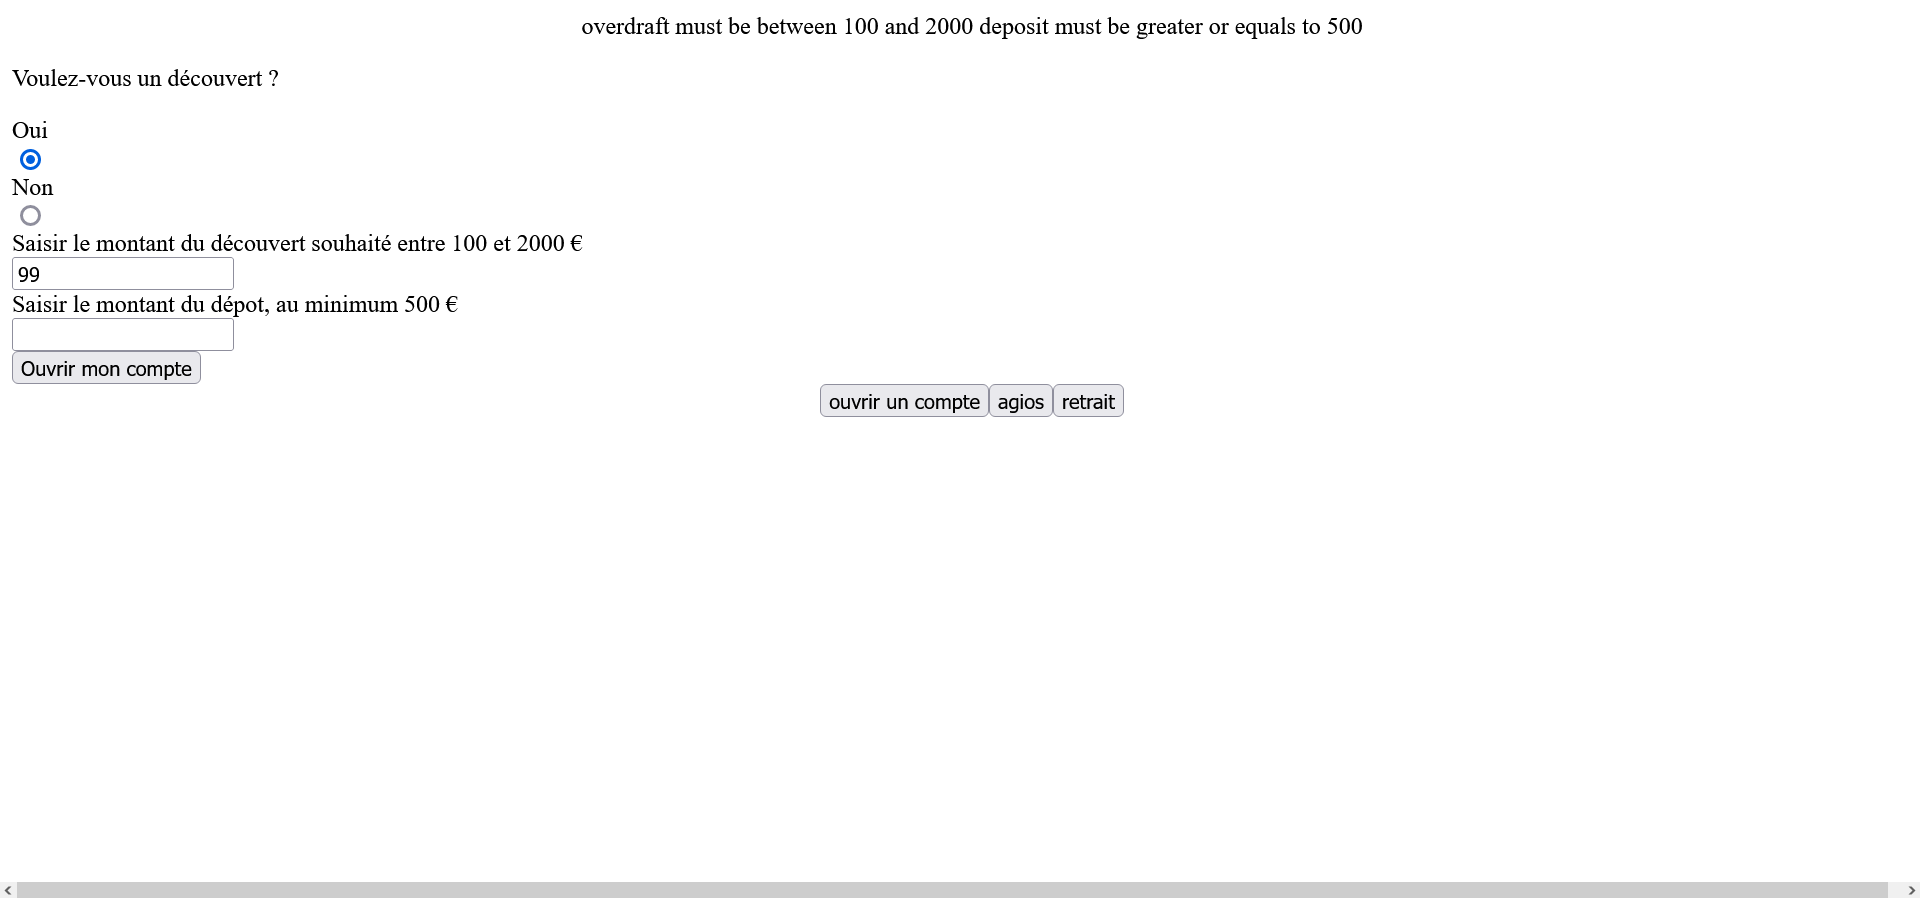 overdraft must be between 100 and 2000 deposit must be greater or equals to 500
Voulez-vous un découvert ?
Oui
Non
Saisir le montant du découvert souhaité entre 100 et 2000 €
99
Saisir le montant du dépot, au minimum 500 €
Ouvrir mon compte
ouvrir un compte agios retrait